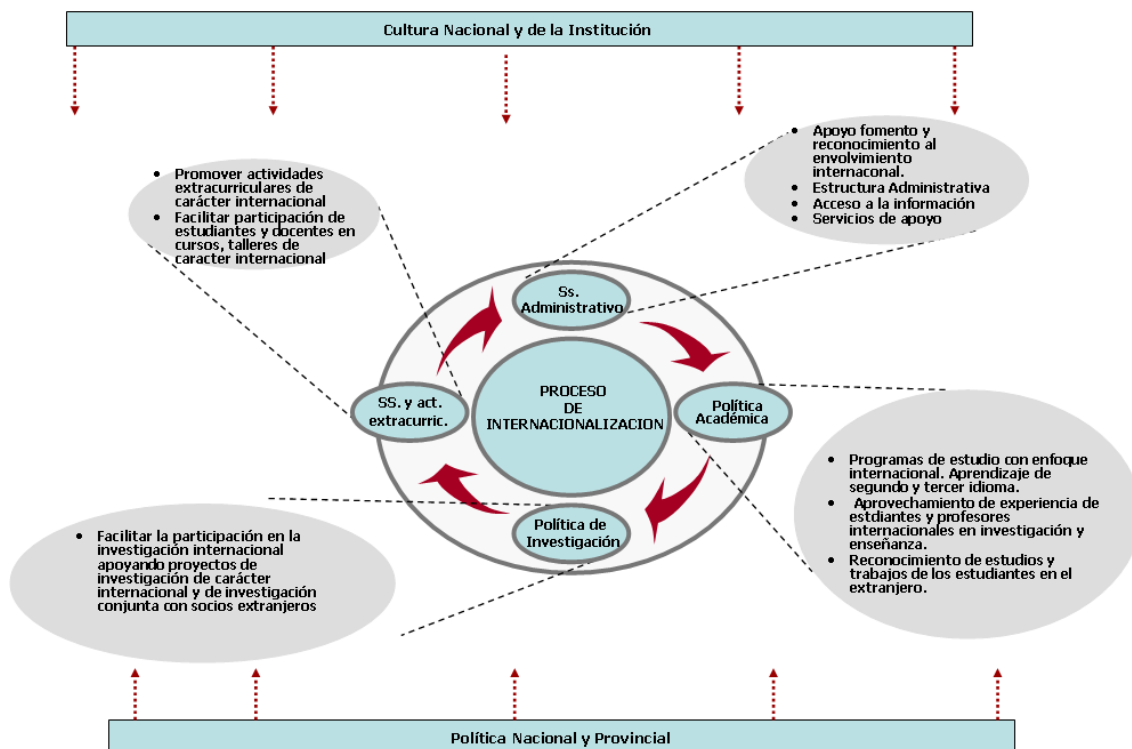 Cultura Nacional y de la Institución
• Apoyo fomento y
reconocimiento al
envolvimiento
internaconal.
• Estructura Administrativa
• Acceso a la información
• Servicios de apoyo
• Promover actividades
extracurriculares de
carácter internacional
• Facilitar participación de
estudiantes y docentes en
cursos, talleres de
caracter internacional
Ss.
Administrativo
SS. y act.
extracurric.
PROCESO
DE
INTERNACIONALIZACION
Política
Académica
Política de
Investigación
• Programas de estudio con enfoque
internacional. Aprendizaje de
segundo y tercer idioma.
• Aprovechamiento de experiencia de
estdiantes y profesores
internacionales en investigación y
enseñanza.
• Reconocimiento de estudios y
trabajos de los estudiantes en el
extranjero.
• Facilitar la participación en la
investigación internacional
apoyando proyectos de
investigación de carácter
internacional y de investigación
conjunta con socios extranjeros
Política Nacional y Provincial